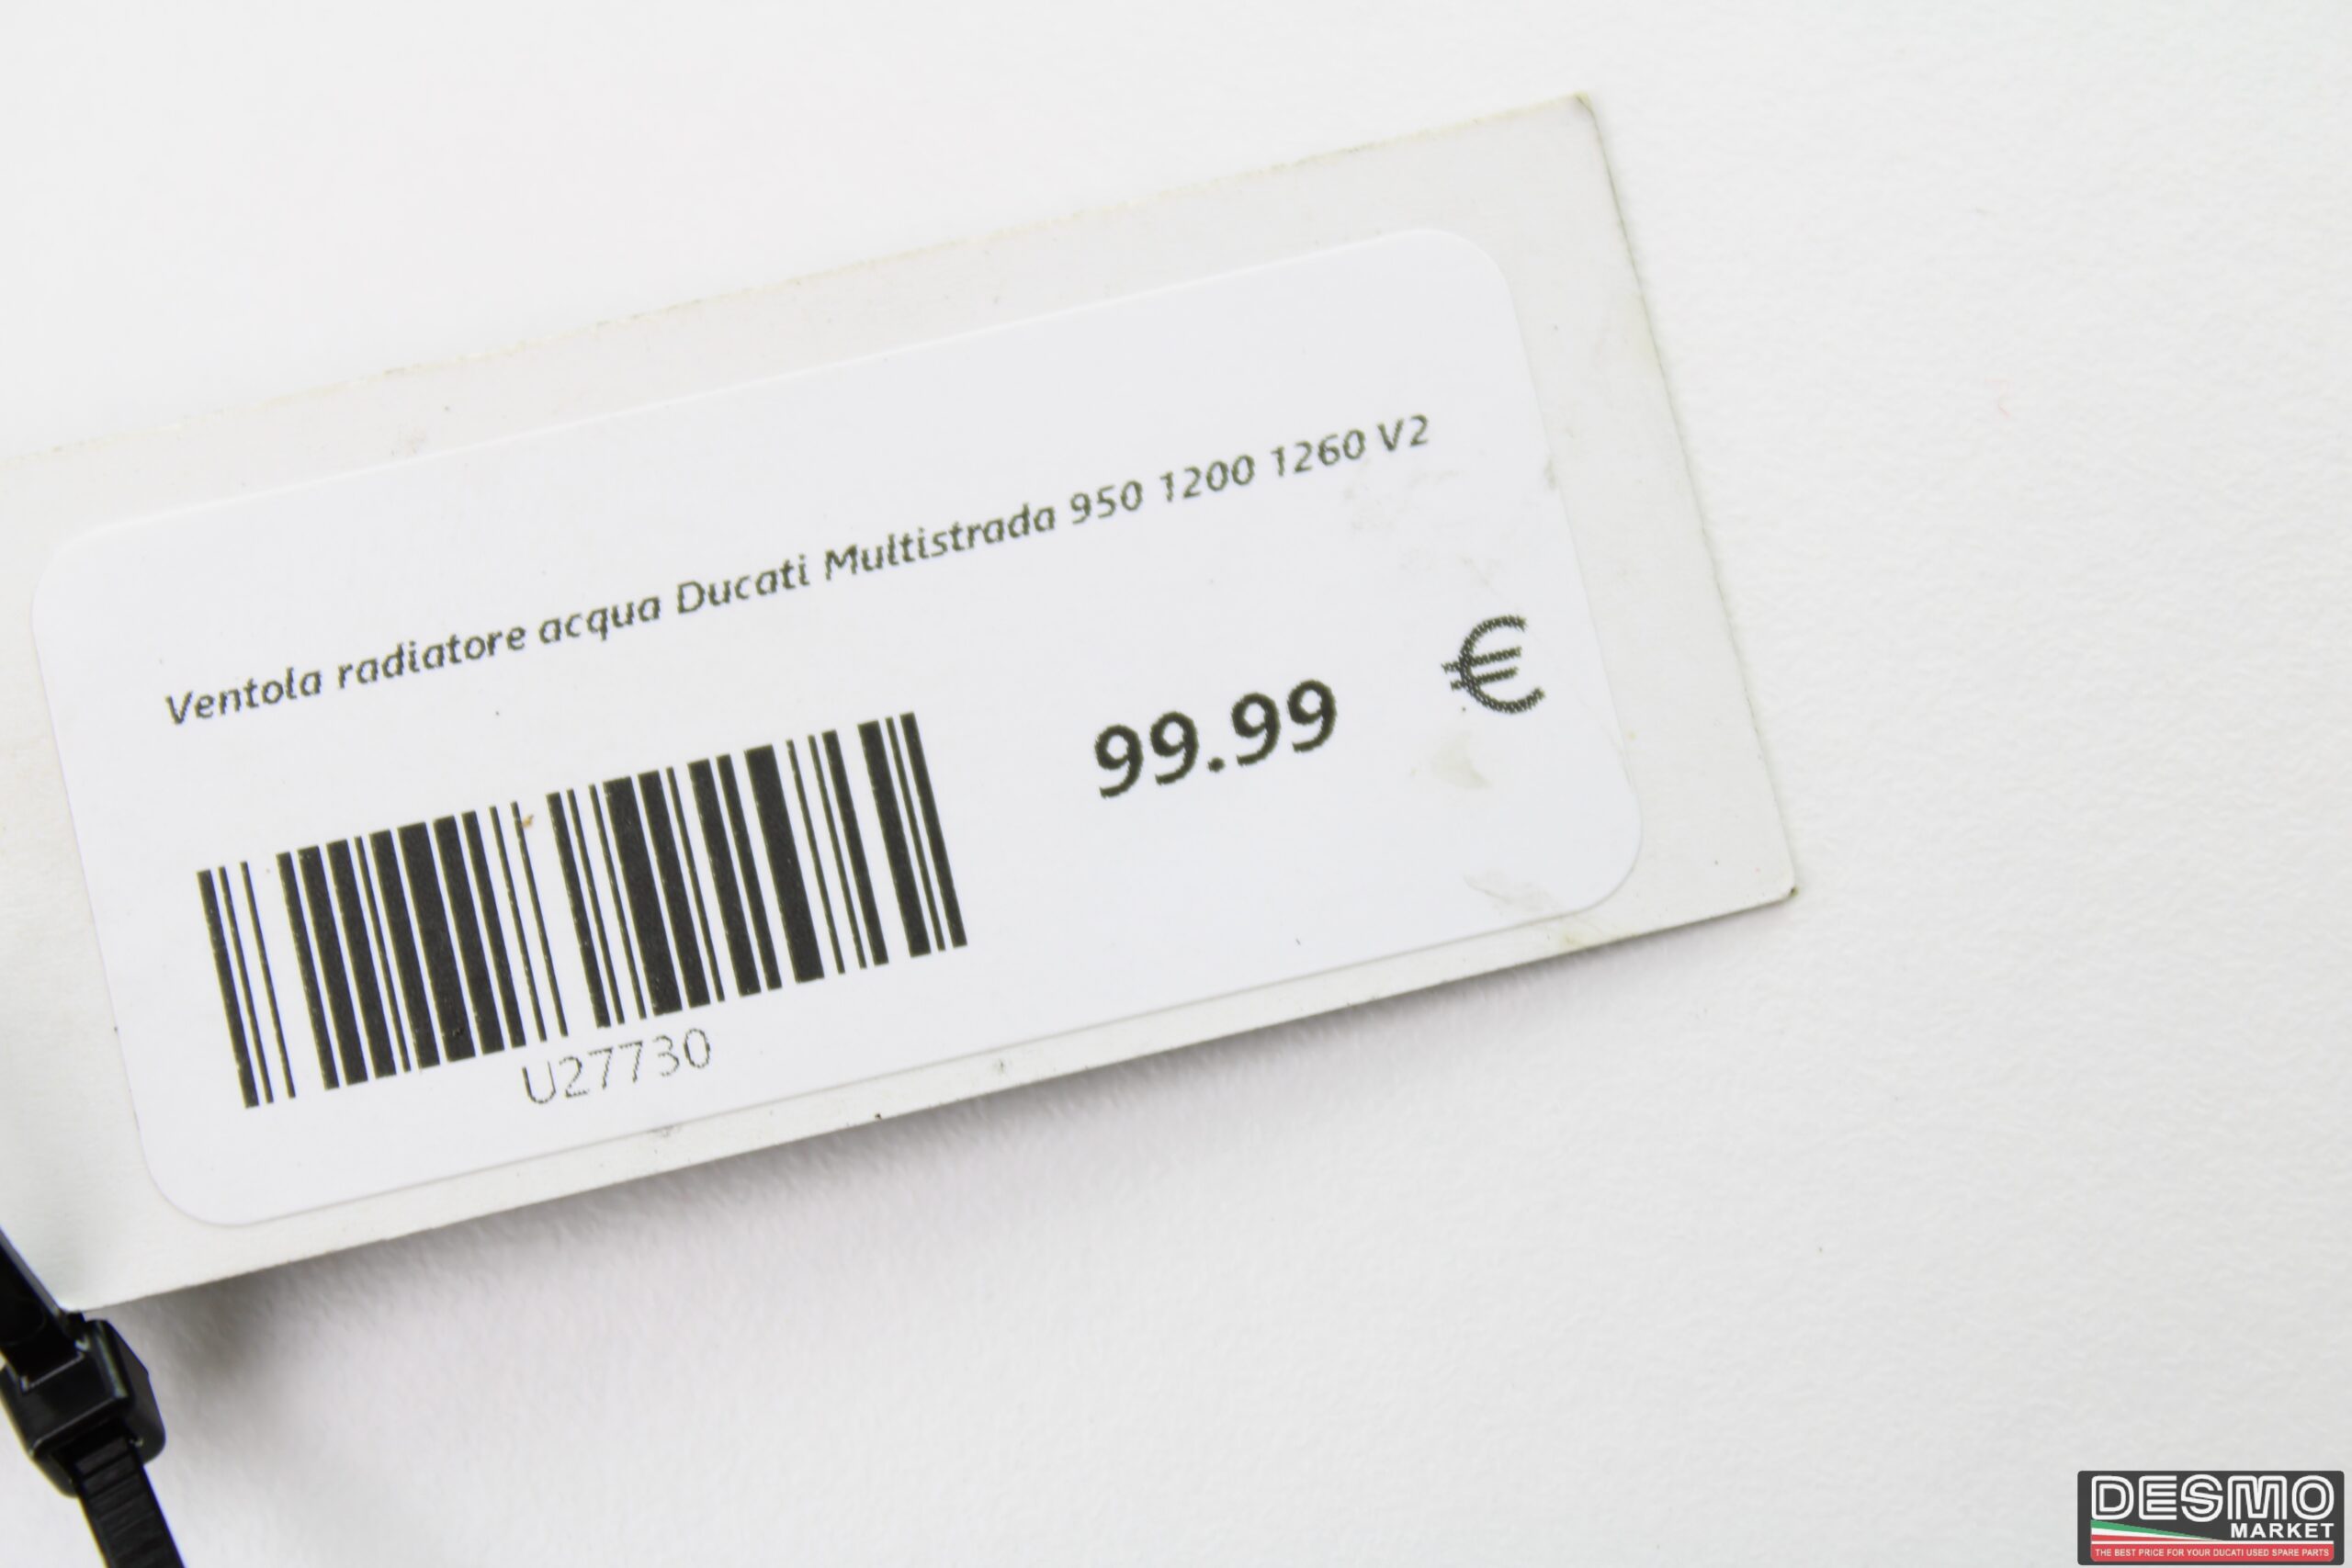 Ventola radiatore acqua Ducati Multistrada 950 1200 1260 V2
99.99 €
U27730
DESMO
MARKET
THE BEST PRICE FOR YOUR DUCATI USED SPARE PARTS